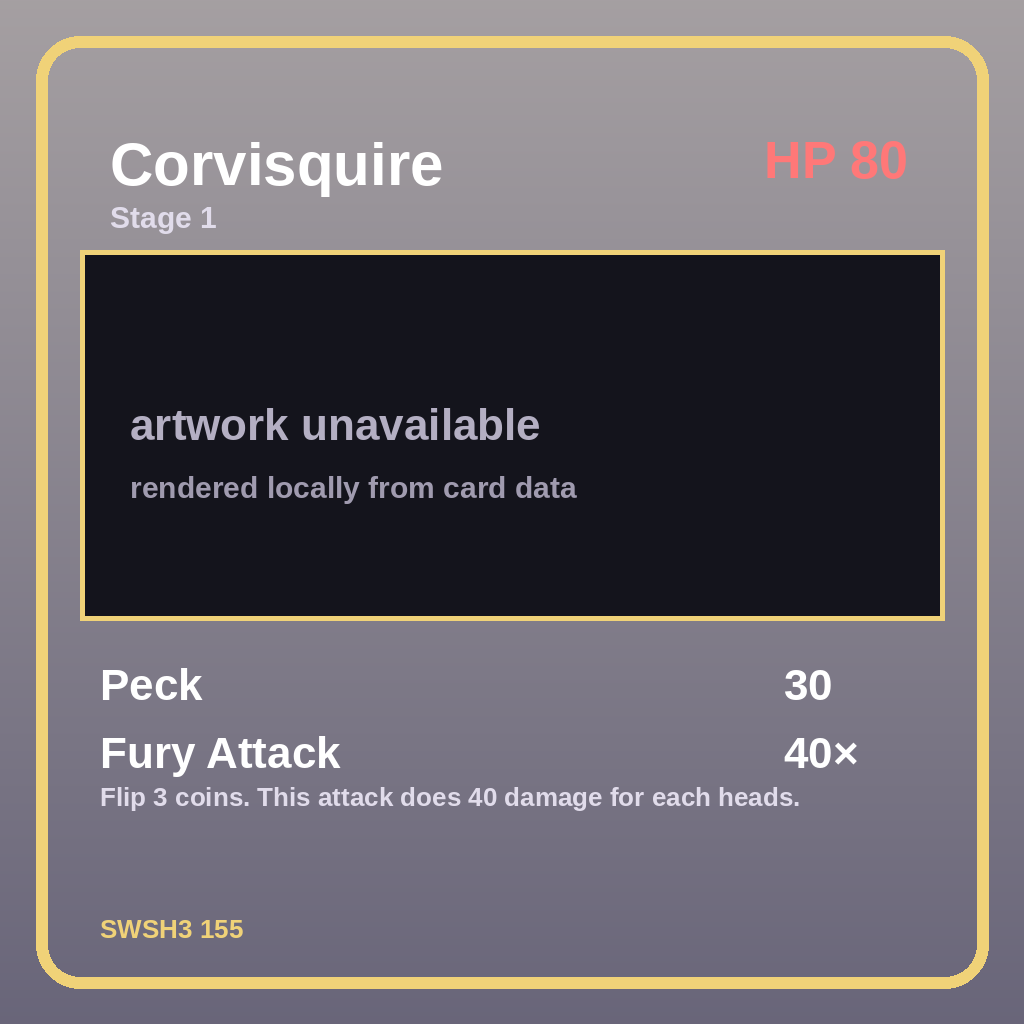 Corvisquire
HP 80
Stage 1
artwork unavailable
rendered locally from card data
Peck 30
Fury Attack 40×
Flip 3 coins. This attack does 40 damage for each heads.
SWSH3 155